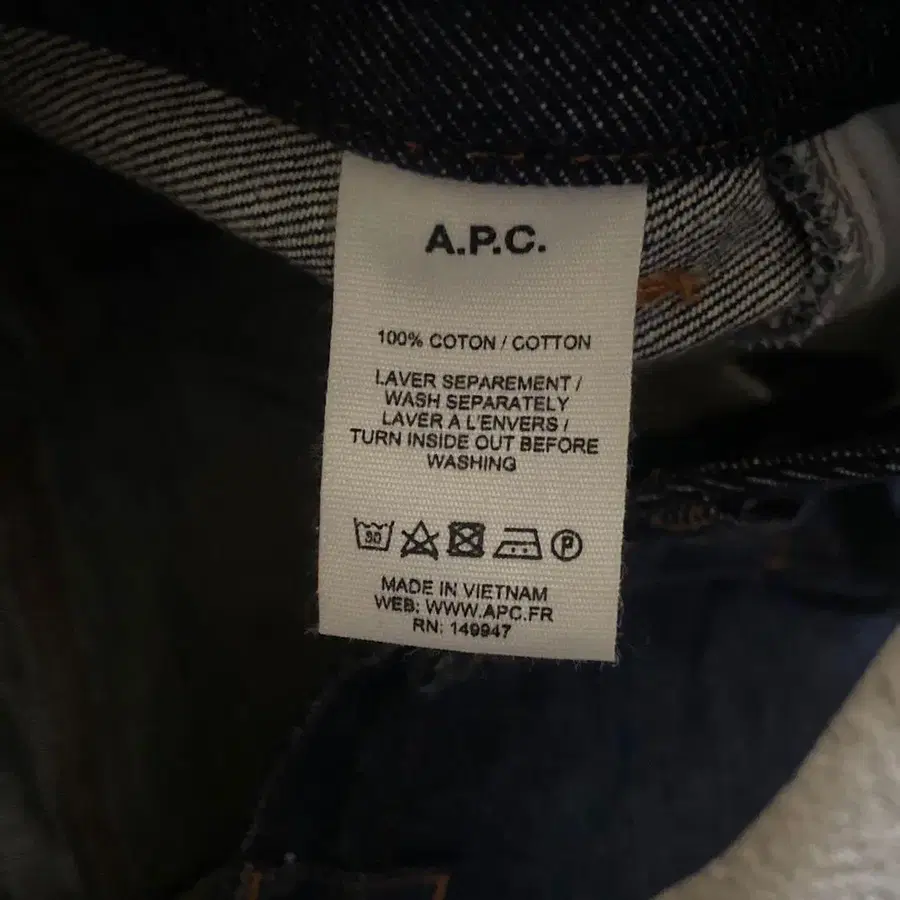 A.P.C.
100% COTON / COTTON
LAVER SEPAREMENT /
WASH SEPARATELY
LAVER A L'ENVERS /
TURN INSIDE OUT BEFORE
WASHING
30
P
MADE IN VIETNAM
WEB: WWW.APC.FR
RN: 149947